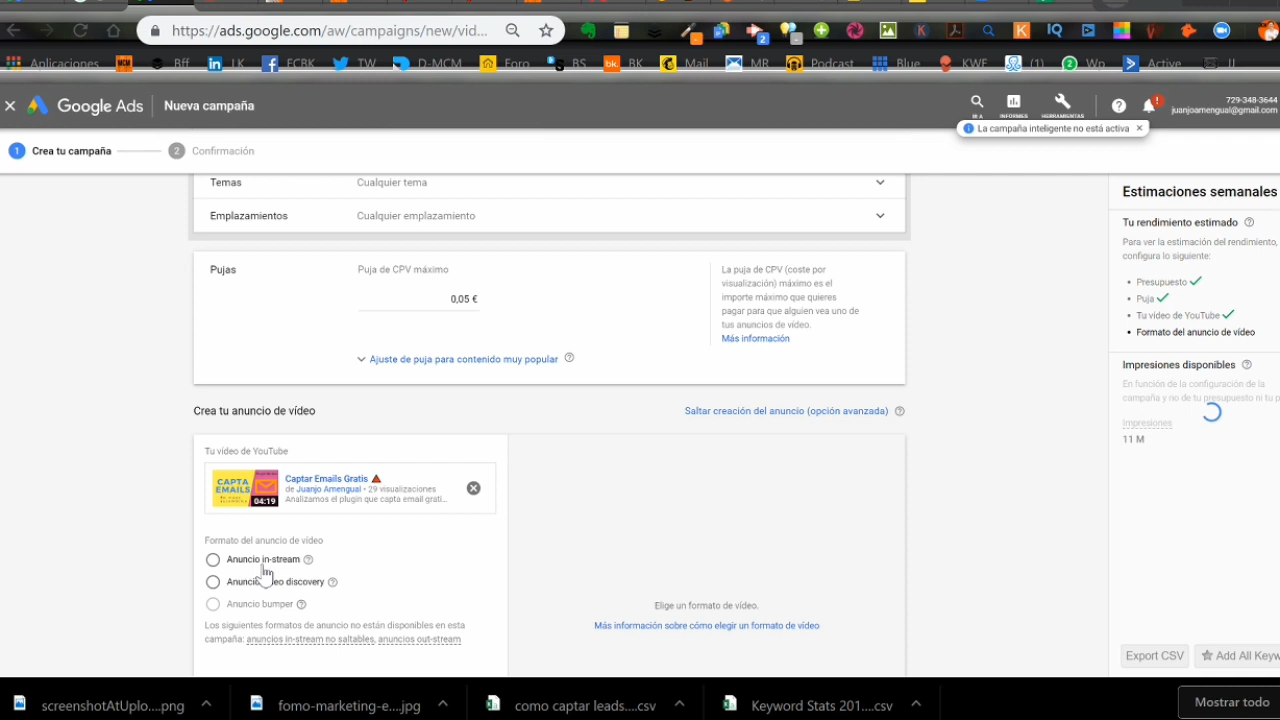 https://ads.google.com/aw/campaigns/new/vid...
Aplicaciones
Bff
LK
FCBK
TW
D-MCM
Foro
BS
BK
Mail
MR
Podcast
Blue
KWF
(1)
Wp
Active
Google Ads
Nueva campaña
IR A
INFORMES
HERRAMIENTAS
729-348-3644
juanjoamengual@gmail.com
La campaña inteligente no está activa
1 Crea tu campaña
2 Confirmación
Temas
Cualquier tema
Emplazamientos
Cualquier emplazamiento
Pujas
Puja de CPV máximo
0,05 €
Ajuste de puja para contenido muy popular
La puja de CPV (coste por
visualización) máximo es el
importe máximo que quieres
pagar para que alguien vea uno de
tus anuncios de vídeo.
Más información
Crea tu anuncio de vídeo
Saltar creación del anuncio (opción avanzada)
Tu vídeo de YouTube
CAPTA
EMAILS
04:19
Captar Emails Gratis
de Juanjo Amengual • 29 visualizaciones
Analizamos el plugin que capta email grati...
Formato del anuncio de vídeo
Anuncio in-stream
Anuncio video discovery
Anuncio bumper
Los siguientes formatos de anuncio no están disponibles en esta
campaña: anuncios in-stream no saltables, anuncios out-stream
Elige un formato de vídeo.
Más información sobre cómo elegir un formato de vídeo
Estimaciones semanales
Tu rendimiento estimado
Para ver la estimación del rendimiento,
configura lo siguiente:
• Presupuesto
• Puja
• Tu vídeo de YouTube
• Formato del anuncio de vídeo
Impresiones disponibles
En función de la configuración de la
campaña y no de tu presupuesto ni tu p
Impresiones
11 M
Export CSV
Add All Keyw
screenshotAtUplo....png
fomo-marketing-e....jpg
como captar leads....csv
Keyword Stats 201....csv
Mostrar todo